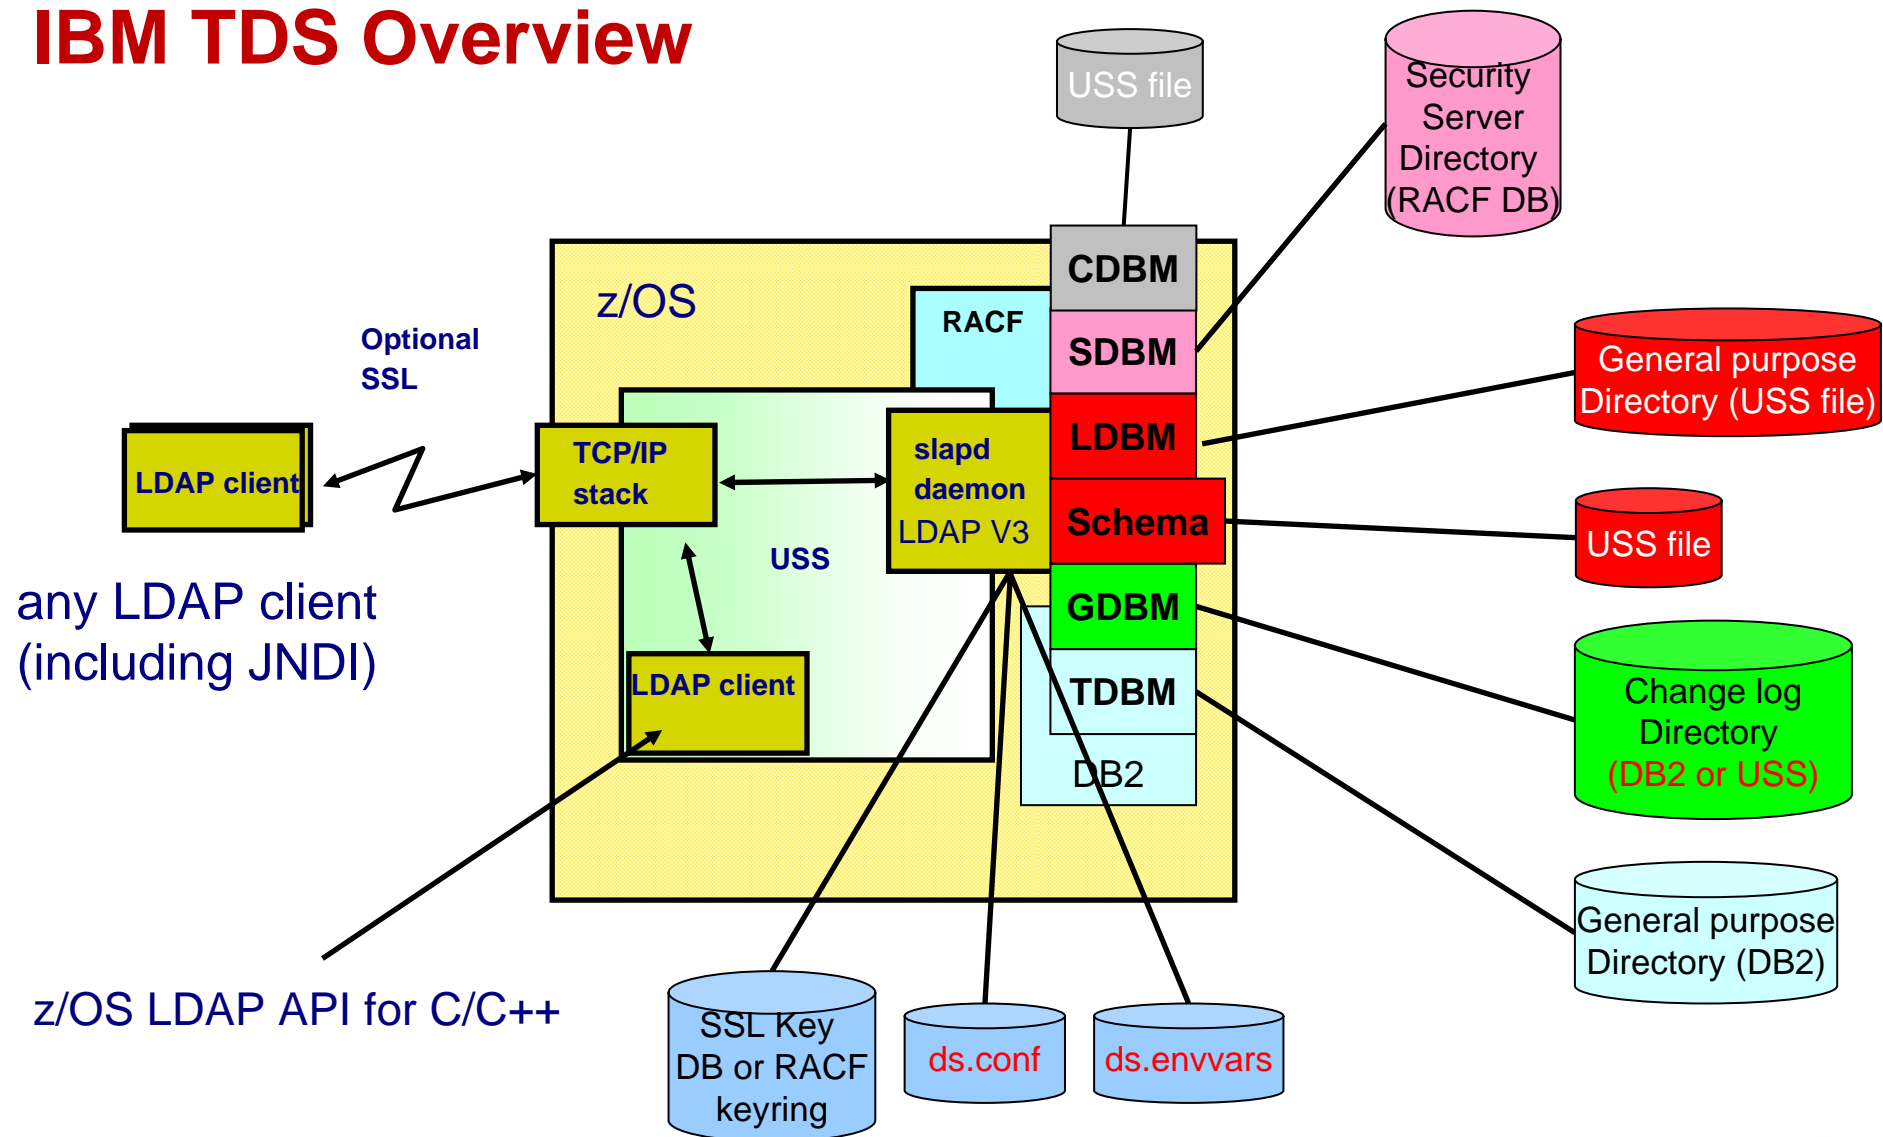 IBM TDS Overview
USS file
Security
Server
Directory
(RACF DB)
z/OS
RACF
CDBM
SDBM
LDBM
Schema
GDBM
TDBM
DB2
Optional
SSL
LDAP client
TCP/IP
stack
slapd
daemon
LDAP V3
USS
LDAP client
any LDAP client
(including JNDI)
z/OS LDAP API for C/C++
General purpose
Directory (USS file)
USS file
Change log
Directory
(DB2 or USS)
General purpose
Directory (DB2)
SSL Key
DB or RACF
keyring
ds.conf
ds.envvars